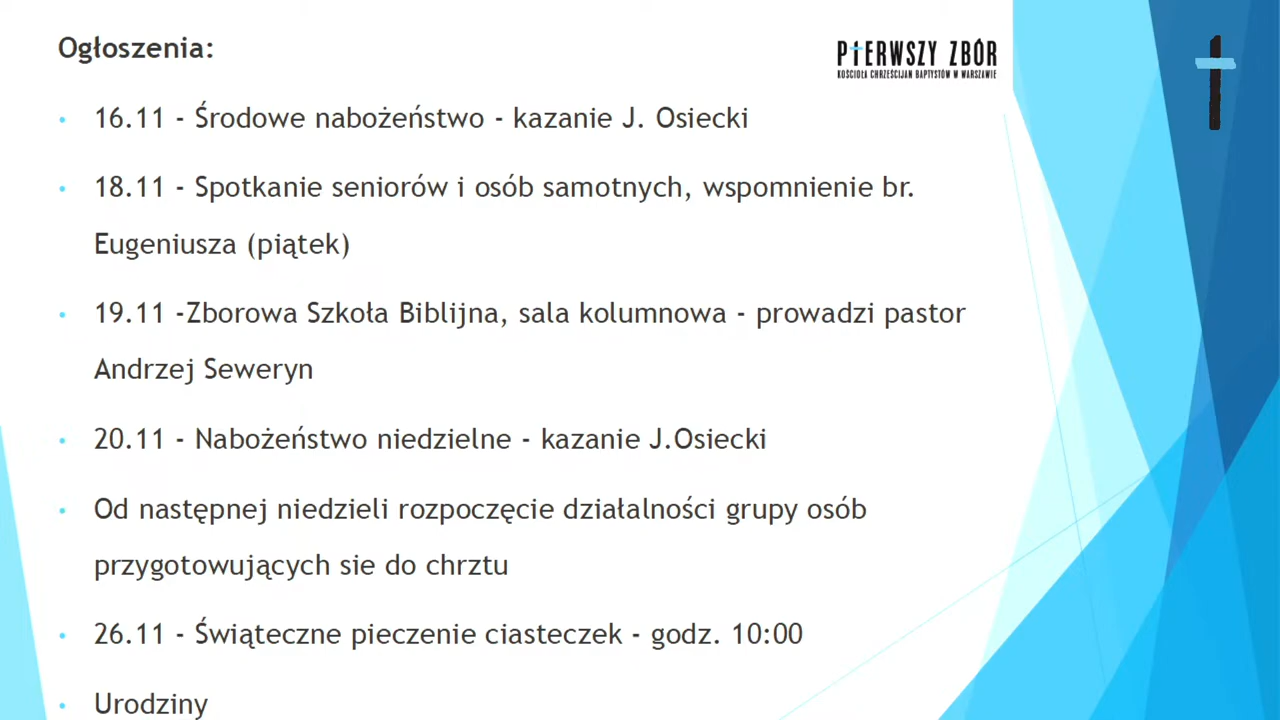 Ogłoszenia:
PIERWSZY ZBÓR
KOŚCIOŁA CHRZEŚCIJAN BAPTYSTÓW W WARSZAWIE
• 16.11 - Środowe nabożeństwo - kazanie J. Osiecki
• 18.11 - Spotkanie seniorów i osób samotnych, wspomnienie br.
Eugeniusza (piątek)
• 19.11 -Zborowa Szkoła Biblijna, sala kolumnowa - prowadzi pastor
Andrzej Seweryn
• 20.11 - Nabożeństwo niedzielne - kazanie J.Osiecki
• Od następnej niedzieli rozpoczęcie działalności grupy osób
przygotowujących sie do chrztu
• 26.11 - Świąteczne pieczenie ciasteczek - godz. 10:00
• Urodziny